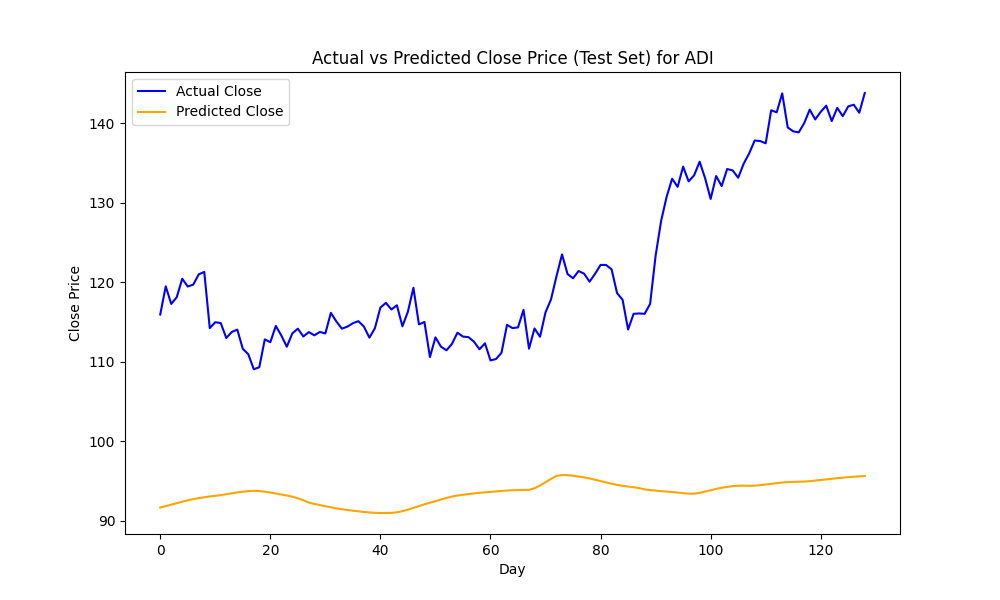 Actual vs Predicted Close Price (Test Set) for ADI
Actual Close
Predicted Close
Close Price
140
130
120
110
100
90
0 20 40 60 80 100 120
Day